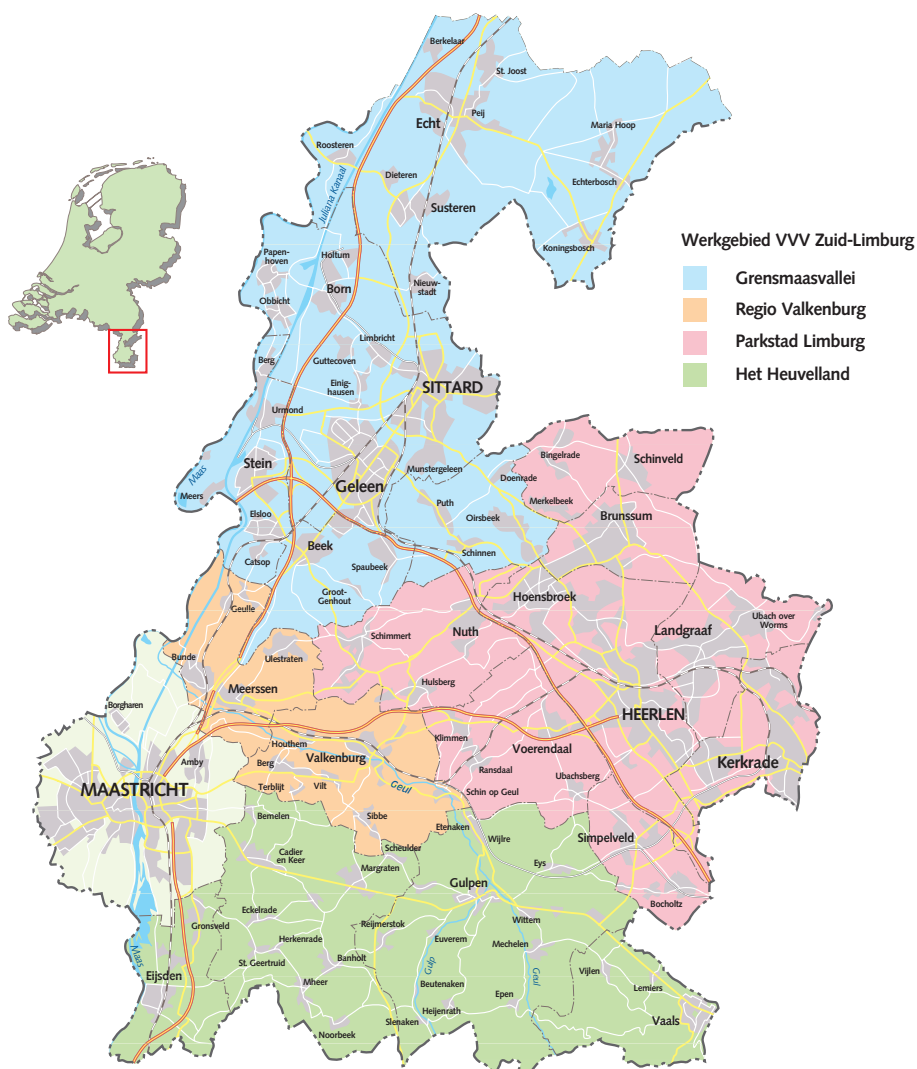 Berkelaar
St. Joost
Echt
Peij
Maria Hoop
Roosteren
Dieteren
Echterbosch
Juliana Kanaal
Susteren
Koningsbosch
Werkgebied VVV Zuid-Limburg
Grensmaasvallei
Regio Valkenburg
Parkstad Limburg
Het Heuvelland
Papen-
hoven
Holtum
Born
Nieuw-
stadt
Obbicht
Limbricht
Berg
Guttecoven
Einig-
hausen
SITTARD
Urmond
Stein
Maas
Meers
Geleen
Munstergeleen
Bingelrade
Schinveld
Doenrade
Merkelbeek
Puth
Oirsbeek
Brunssum
Elsloo
Beek
Schinnen
Catsop
Spaubeek
Groot-
Genhout
Hoensbroek
Geulle
Schimmert
Nuth
Landgraaf
Ubach over
Worms
Bunde
Ulestraten
Meerssen
Hulsberg
Borgharen
HEERLEN
Klimmen
Voerendaal
Houthem
Valkenburg
Amby
Berg
Kerkrade
Ransdaal
Ubachsberg
MAASTRICHT
Terblijt
Vilt
Geul
Schin op Geul
Bemelen
Sibbe
Etenaken
Wijlre
Simpelveld
Scheulder
Cadier
en Keer
Margraten
Eys
Gulpen
Bocholtz
Eckelrade
Gronsveld
Reijmerstok
Wittem
Herkenrade
Euverem
Mechelen
Maas
St. Geertruid
Banholt
Gulp
Eijsden
Mheer
Beutenaken
Geul
Vijlen
Lemiers
Epen
Heijenrath
Slenaken
Noorbeek
Vaals